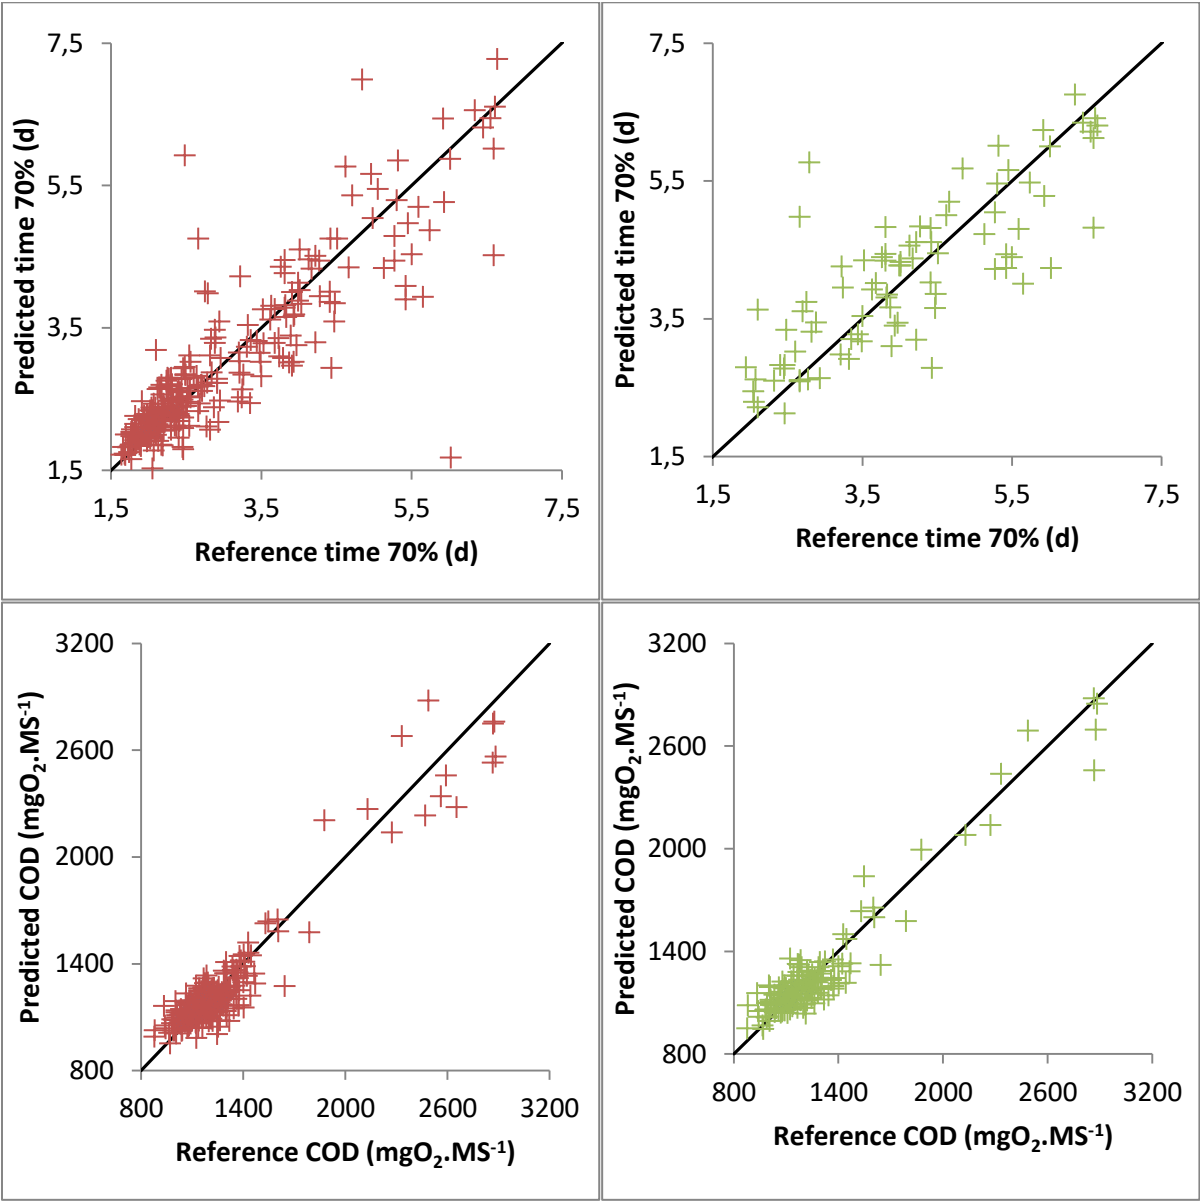 7,5
5,5
3,5
1,5
Predicted time 70% (d)
1,5 3,5 5,5 7,5
Reference time 70% (d)
7,5
5,5
3,5
1,5
Predicted time 70% (d)
1,5 3,5 5,5 7,5
Reference time 70% (d)
3200
2600
2000
1400
800
Predicted COD (mgO₂.MS⁻¹)
800 1400 2000 2600 3200
Reference COD (mgO₂.MS⁻¹)
3200
2600
2000
1400
800
Predicted COD (mgO₂.MS⁻¹)
800 1400 2000 2600 3200
Reference COD (mgO₂.MS⁻¹)